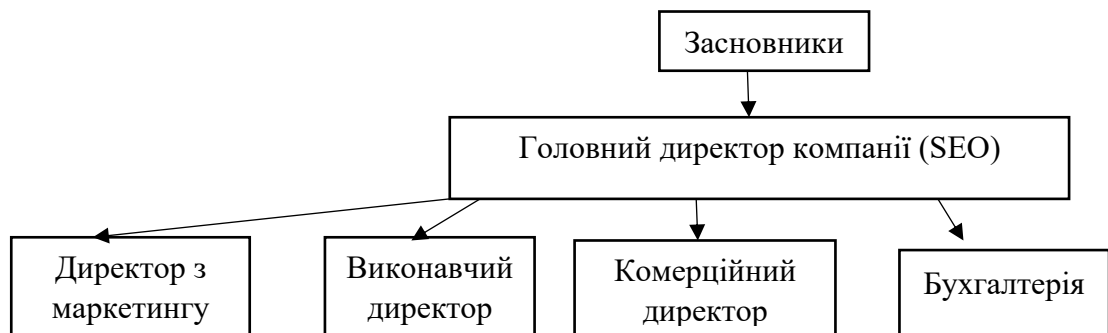 Засновники
Головний директор компанії (SEO)
Директор з
маркетингу
Виконавчий
директор
Комерційний
директор
Бухгалтерія